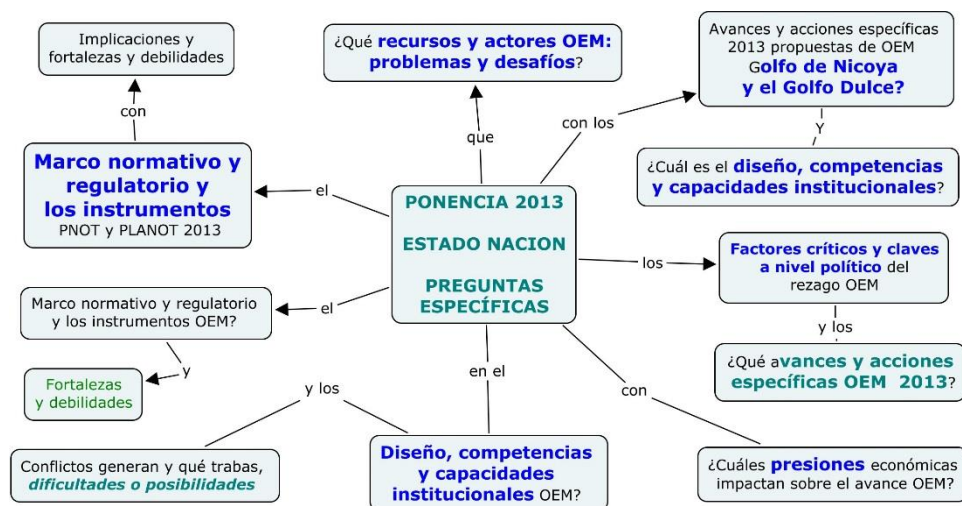 Implicaciones y
fortalezas y debilidades
con
Marco normativo y
regulatorio y
los instrumentos
PNOT y PLANOT 2013
el
¿Qué recursos y actores OEM:
problemas y desafíos?
que
Avances y acciones específicas
2013 propuestas de OEM
Golfo de Nicoya
y el Golfo Dulce?
con los
Y
¿Cuál es el diseño, competencias
y capacidades institucionales?
PONENCIA 2013
ESTADO NACION
PREGUNTAS
ESPECÍFICAS
los
Factores críticos y claves
a nivel político del
rezago OEM
y los
¿Qué avances y acciones
específicas OEM 2013?
el
Marco normativo y regulatorio
y los instrumentos OEM?
y
Fortalezas
y debilidades
en el
y los
Conflictos generan y qué trabas,
dificultades o posibilidades
Diseño, competencias
y capacidades
institucionales OEM?
con
¿Cuáles presiones económicas
impactan sobre el avance OEM?